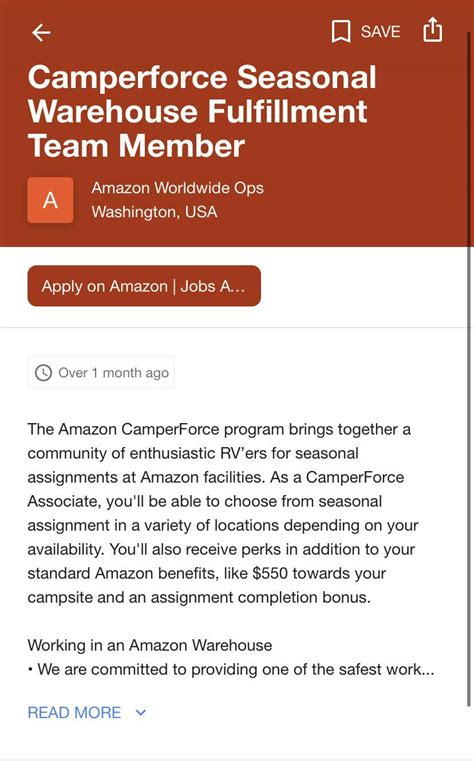 SAVE
Camperforce Seasonal
Warehouse Fulfillment
Team Member
A
Amazon Worldwide Ops
Washington, USA
Apply on Amazon | Jobs A...
Over 1 month ago
The Amazon CamperForce program brings together a
community of enthusiastic RV'ers for seasonal
assignments at Amazon facilities. As a CamperForce
Associate, you'll be able to choose from seasonal
assignment in a variety of locations depending on your
availability. You'll also receive perks in addition to your
standard Amazon benefits, like $550 towards your
campsite and an assignment completion bonus.
Working in an Amazon Warehouse
• We are committed to providing one of the safest work...
READ MORE